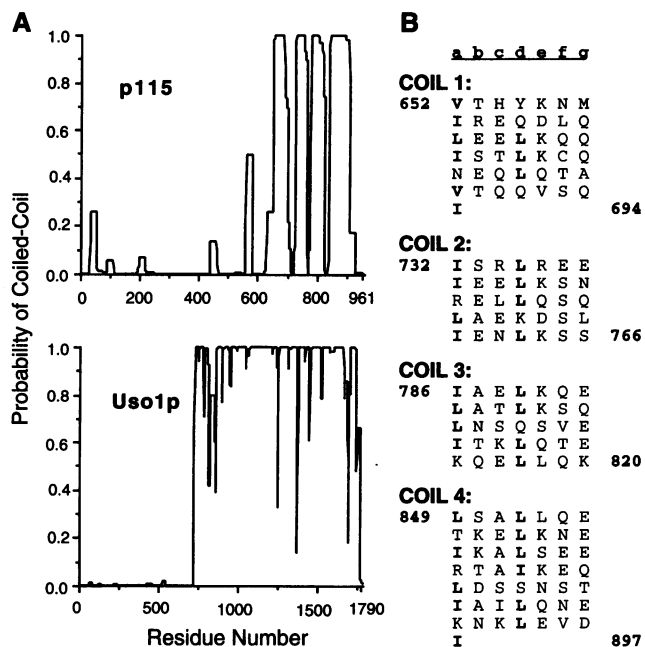 A
p115
1.0
0.8
0.6
0.4
0.2
0.0
0 200 400 600 800 961
Uso1p
1.0
0.8
0.6
0.4
0.2
0.0
0 500 1000 1500 1790
Probability of Coiled-Coil
Residue Number
B
a b c d e f g
COIL 1:
652 V T H Y K N M
I R E Q D L Q
L E E L K Q Q
I S T L K C Q
N E Q L Q T A
V T Q Q V S Q
I 694
COIL 2:
732 I S R L R E E
I E E L K S N
R E L L Q S Q
L A E K D S L
I E N L K S S 766
COIL 3:
786 I A E L K Q E
L A T L K S Q
L N S Q S V E
I T K L Q T E
K Q E L L Q K 820
COIL 4:
849 L S A L L Q E
T K E L K N E
I K A L S E E
R T A I K E Q
L D S S N S T
I A I L Q N E
K N K L E V D
I 897